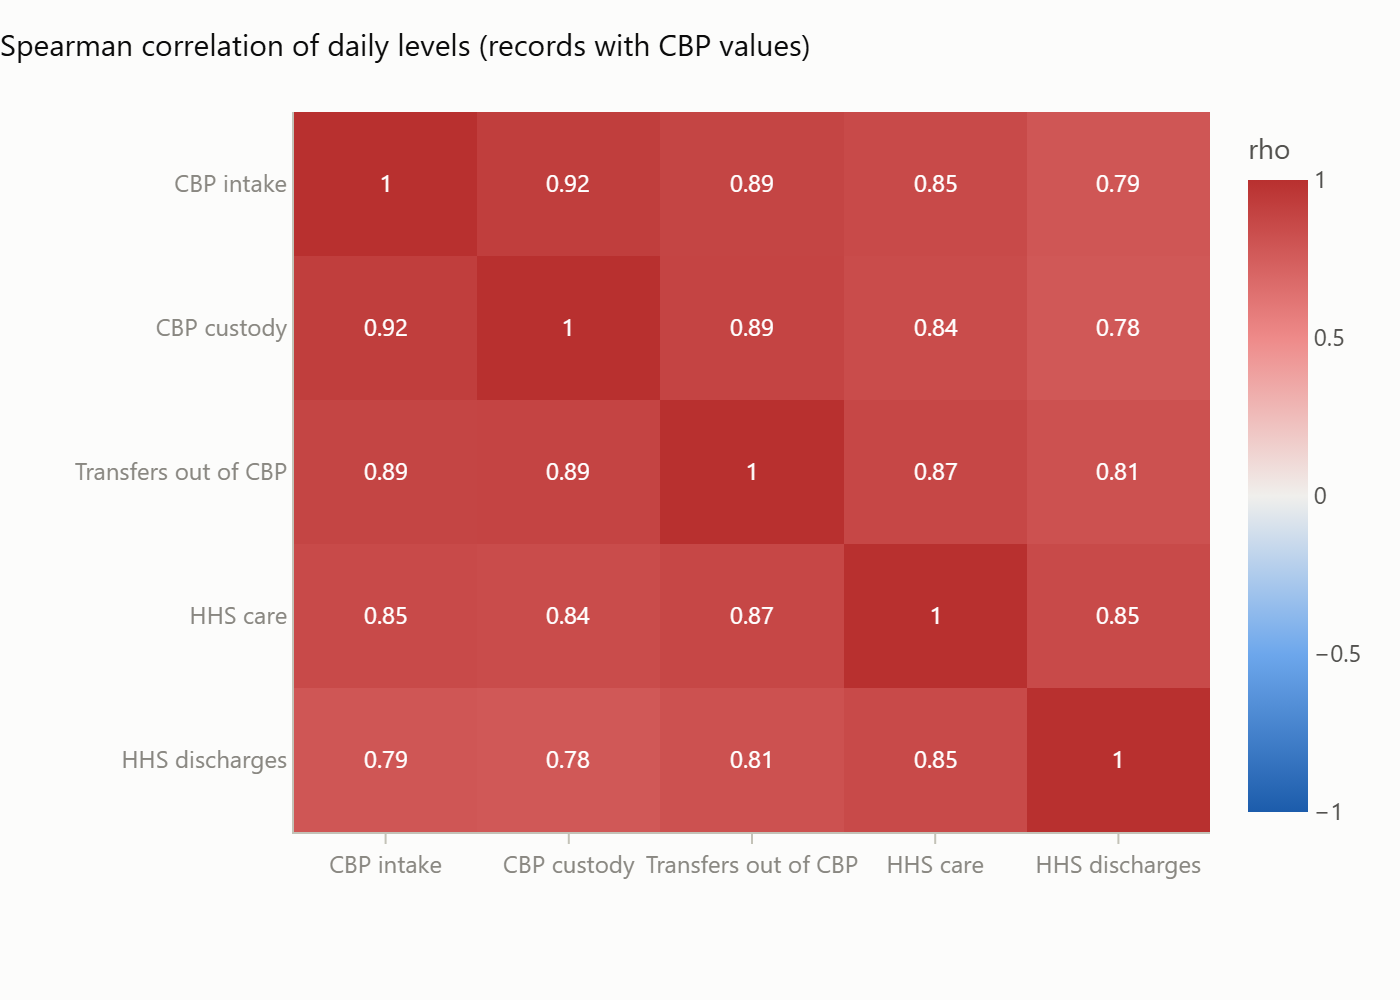 Spearman correlation of daily levels (records with CBP values)
rho
CBP intake 1 0.92 0.89 0.85 0.79
CBP custody 0.92 1 0.89 0.84 0.78
Transfers out of CBP 0.89 0.89 1 0.87 0.81
HHS care 0.85 0.84 0.87 1 0.85
HHS discharges 0.79 0.78 0.81 0.85 1
CBP intake CBP custody Transfers out of CBP HHS care HHS discharges
1
0.5
0
−0.5
−1